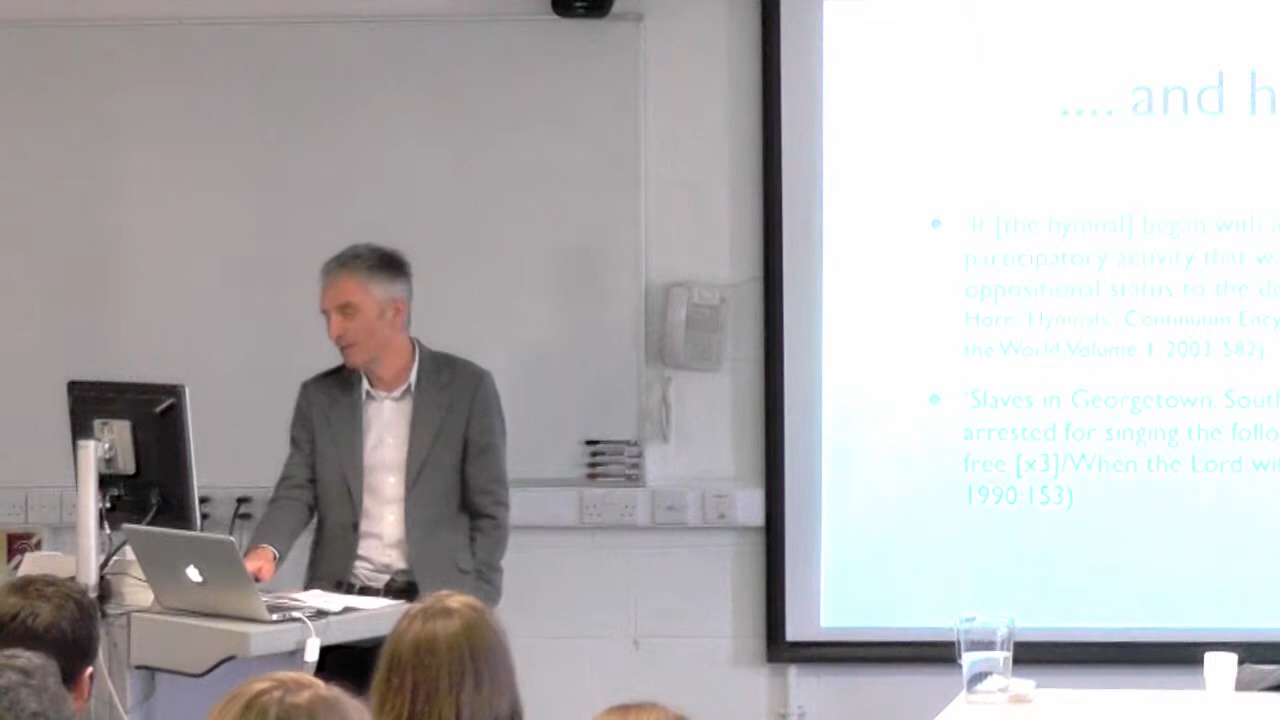 .... and h
• 'It [the hymnal] began with
participatory activity that w
oppositional status to the do
Horn, 'Hymnals', Continuum Ency
the World, Volume 1, 2003: 582)
• 'Slaves in Georgetown, South
arrested for singing the follo
free [x3]/When the Lord wi
1990:153)